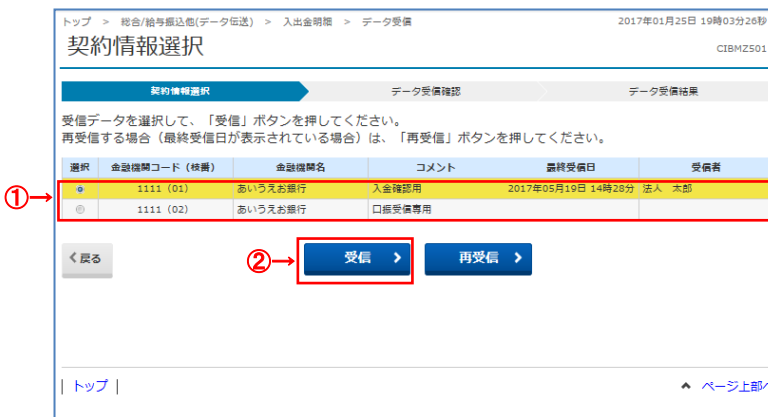 トップ > 総合/給与振込他(データ伝送) > 入出金明細 > データ受信
2017年01月25日 19時03分26秒
契約情報選択
CIBMZ501
契約情報選択 データ受信確認 データ受信結果
受信データを選択して、「受信」ボタンを押してください。
再受信する場合(最終受信日が表示されている場合)は、「再受信」ボタンを押してください。
選択 金融機関コード(枝番) 金融機関名 コメント 最終受信日 受信者
①→
1111(01) あいうえお銀行 入金確認用 2017年05月19日 14時28分 法人 太郎
1111(02) あいうえお銀行 口振受信専用
<戻る ②→ 受信 > 再受信 >
| トップ |
ページ上部へ